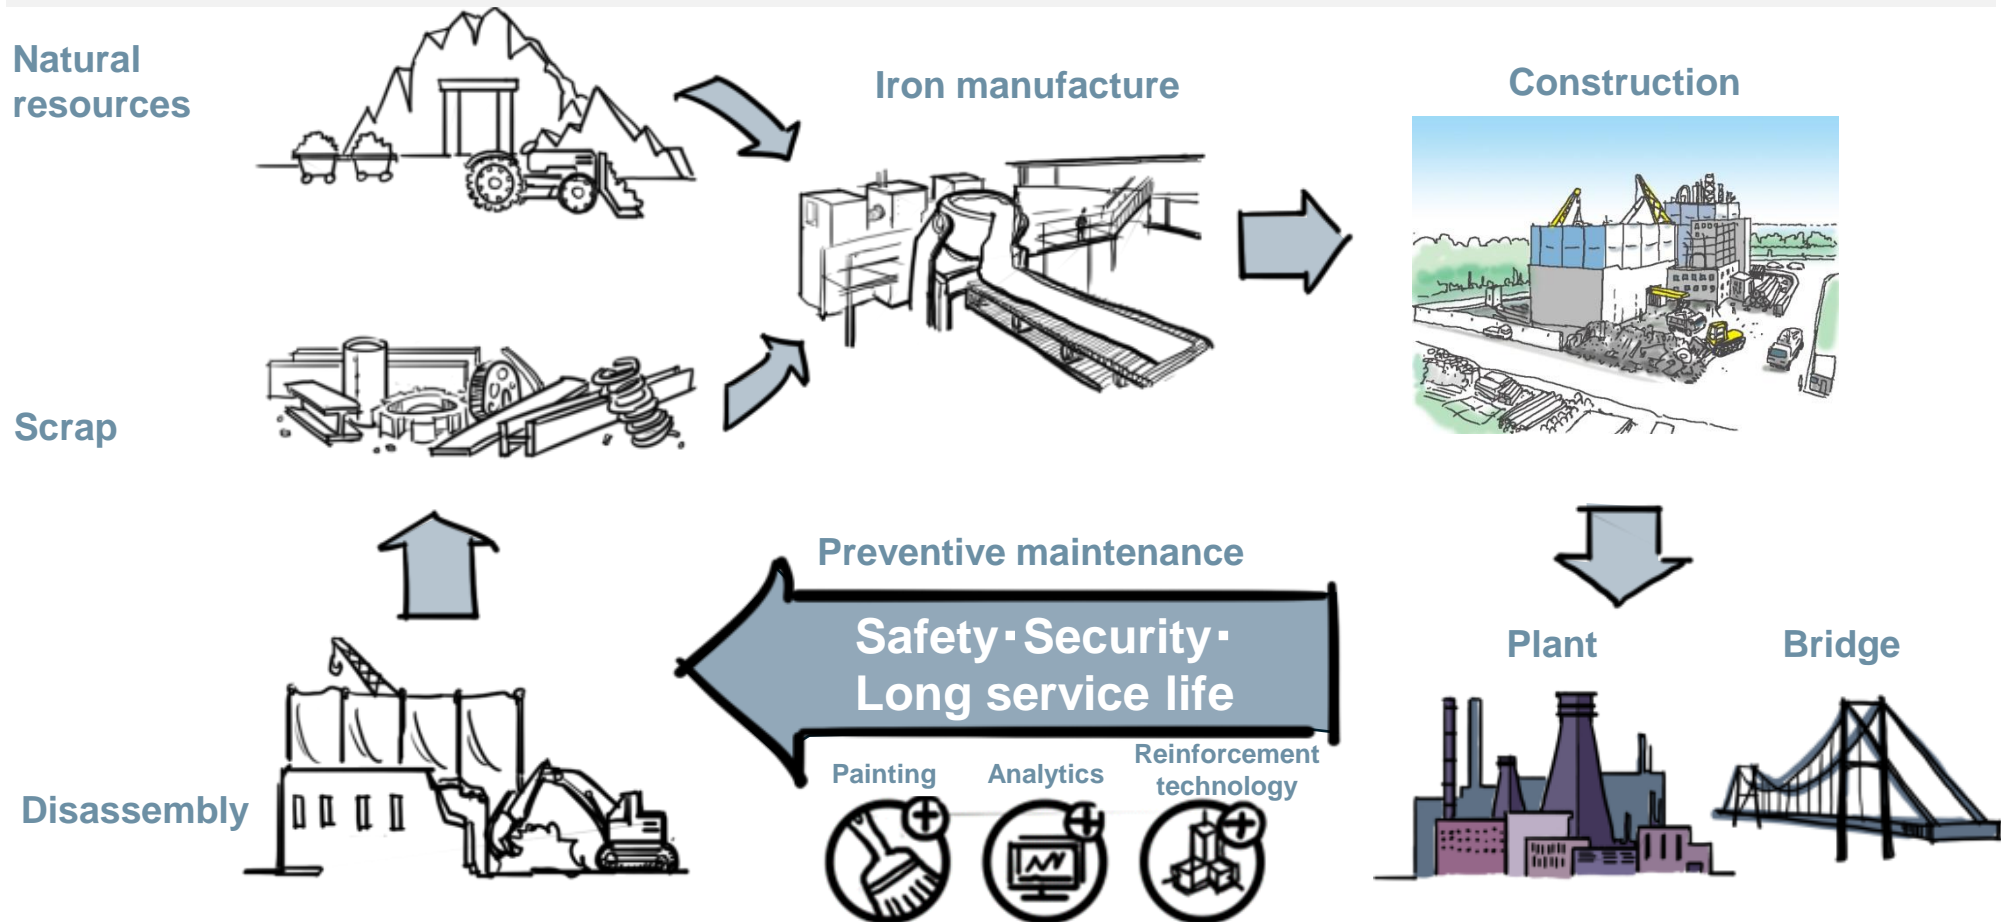 Natural
resources
Iron manufacture
Construction
Scrap
Preventive maintenance
Safety･Security･
Long service life
Plant
Bridge
Painting
Analytics
Reinforcement
technology
Disassembly